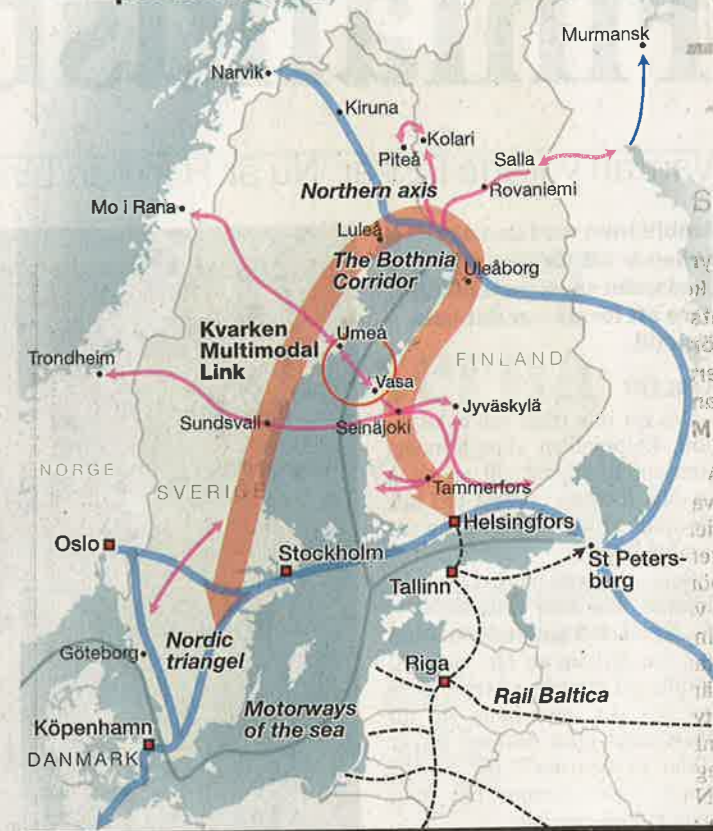 Murmansk
Narvik
Kiruna
Kolari
Piteå
Salla
Rovaniemi
Northern axis
Mo i Rana
Luleå
The Bothnia
Corridor
Uleåborg
Kvarken
Multimodal
Link
Umeå
Trondheim
FINLAND
Vasa
Jyväskylä
Sundsvall
Seinäjoki
NORGE
SVERIGE
Tammerfors
Helsingfors
Oslo
Stockholm
St Peters-
burg
Tallinn
Nordic
triangel
Göteborg
Riga
Rail Baltica
Motorways
of the sea
Köpenhamn
DANMARK